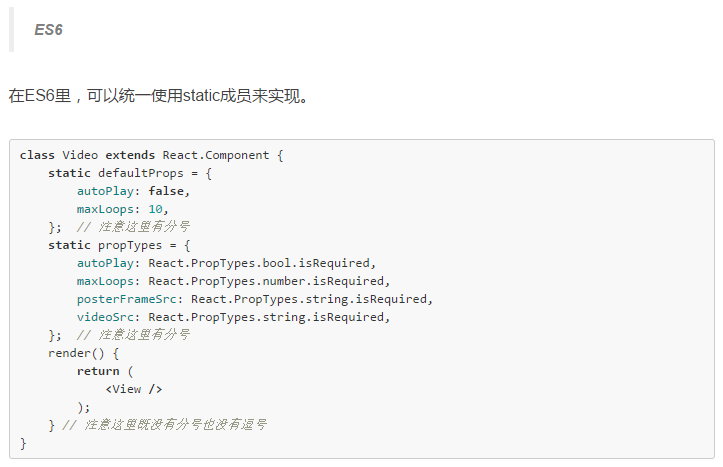 ES6
在ES6里，可以统一使用static成员来实现。
class Video extends React.Component {
    static defaultProps = {
        autoPlay: false,
        maxLoops: 10,
    };  // 注意这里有分号
    static propTypes = {
        autoPlay: React.PropTypes.bool.isRequired,
        maxLoops: React.PropTypes.number.isRequired,
        posterFrameSrc: React.PropTypes.string.isRequired,
        videoSrc: React.PropTypes.string.isRequired,
    };  // 注意这里有分号
    render() {
        return (
            <View />
        );
    } // 注意这里既没有分号也没有逗号
}